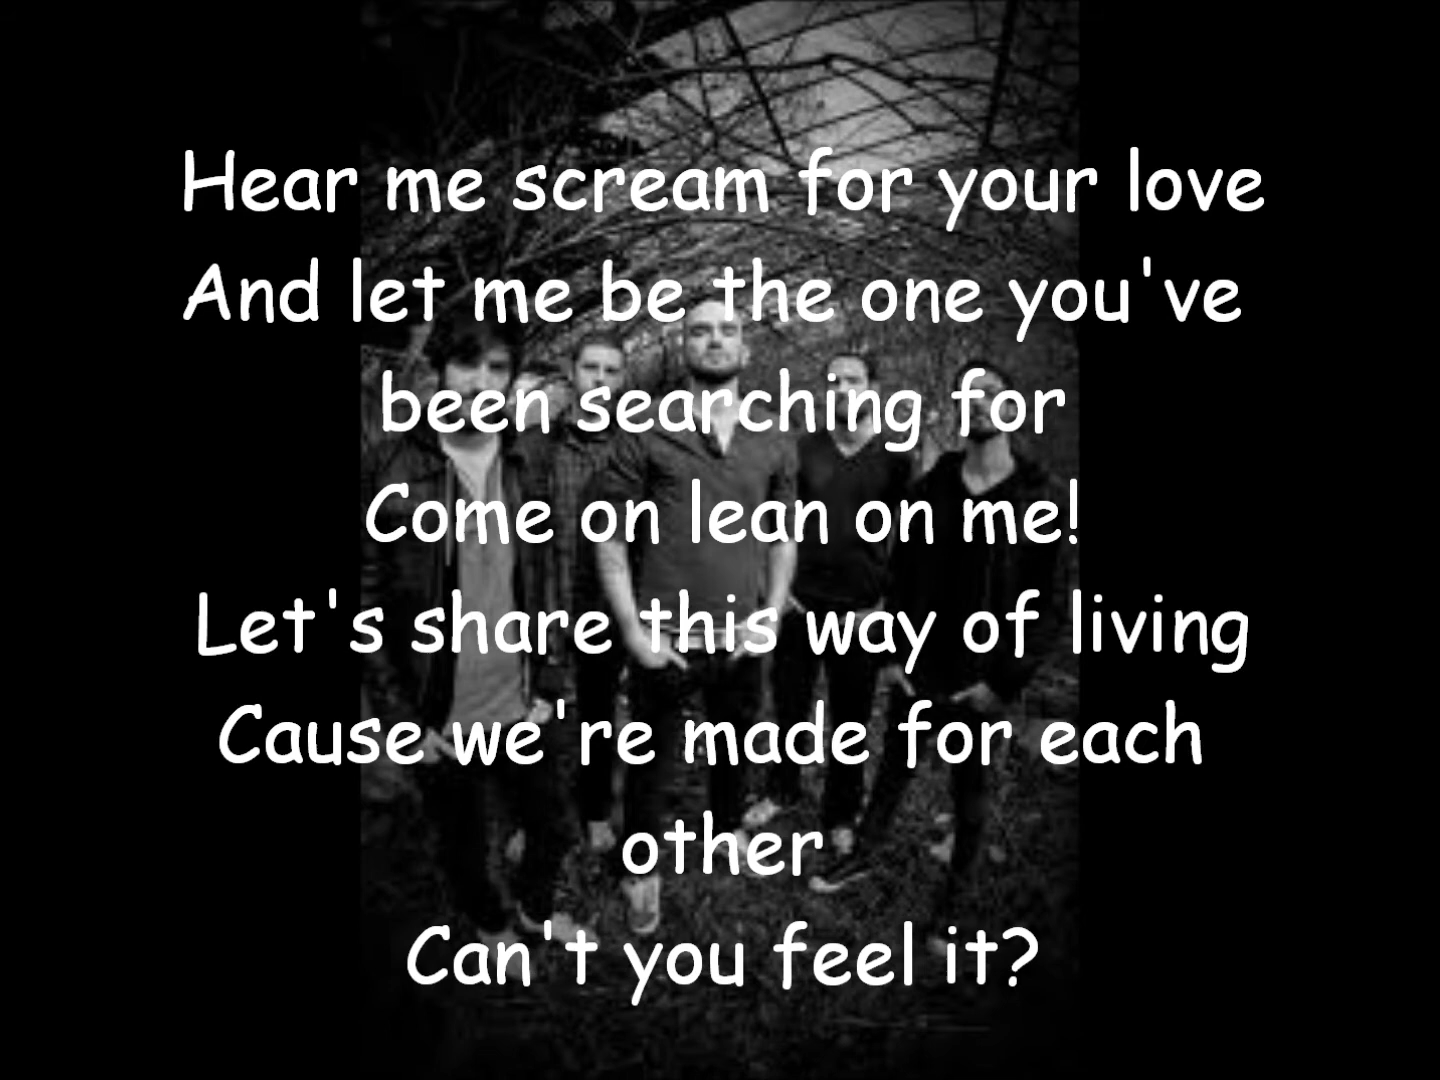 Hear me scream for your love
And let me be the one you've
been searching for
Come on lean on me!
Let's share this way of living
Cause we're made for each
other
Can't you feel it?